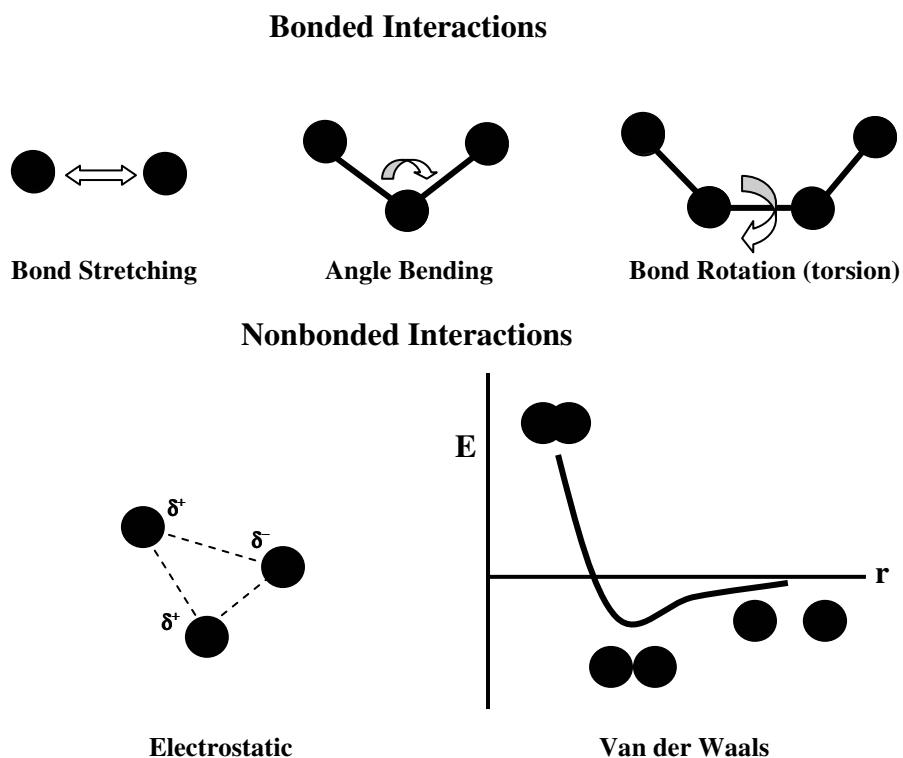 Bonded Interactions
Bond Stretching
Angle Bending
Bond Rotation (torsion)
Nonbonded Interactions
E
δ⁺
δ⁻
r
δ⁺
Electrostatic
Van der Waals